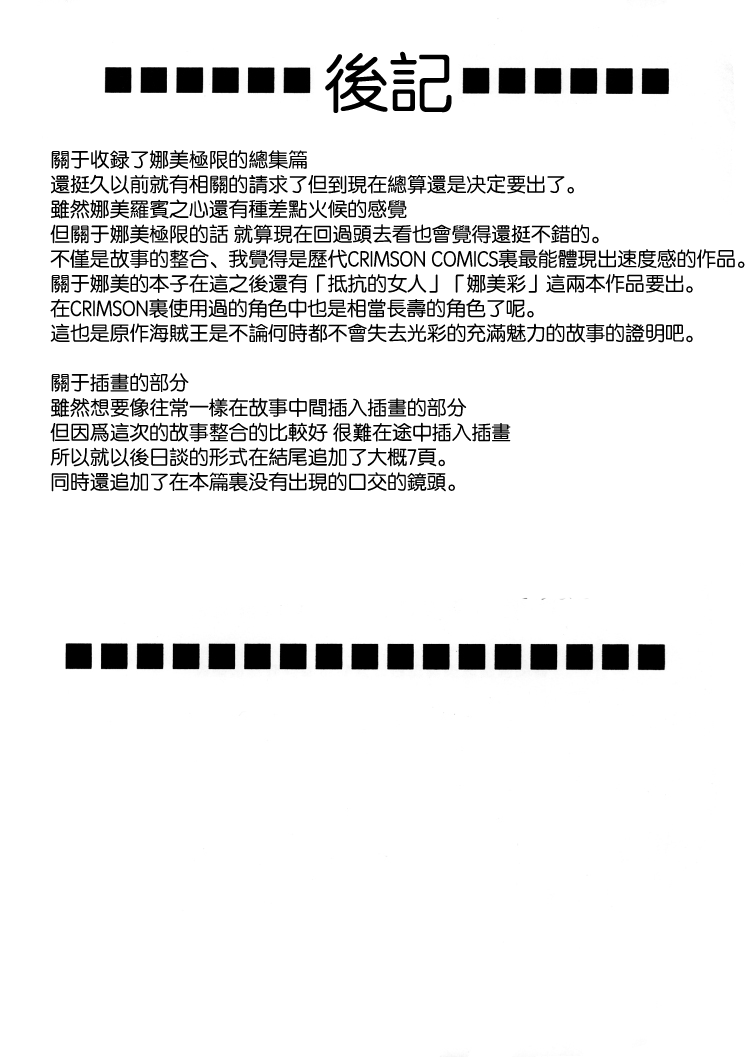 後記
關于收録了娜美極限的總集篇
還挺久以前就有相關的請求了但到現在總算還是决定要出了。
雖然娜美羅賓之心還有種差點火候的感覺
但關于娜美極限的話 就算現在回過頭去看也會覺得還挺不錯的。
不僅是故事的整合、我覺得是歷代CRIMSON COMICS裏最能體現出速度感的作品。
關于娜美的本子在這之後還有「抵抗的女人」「娜美彩」這兩本作品要出。
在CRIMSON裏使用過的角色中也是相當長壽的角色了呢。
這也是原作海賊王是不論何時都不會失去光彩的充滿魅力的故事的證明吧。
關于插畫的部分
雖然想要像往常一樣在故事中間插入插畫的部分
但因爲這次的故事整合的比較好 很難在途中插入插畫
所以就以後日談的形式在結尾追加了大概7頁。
同時還追加了在本篇裏没有出現的口交的鏡頭。